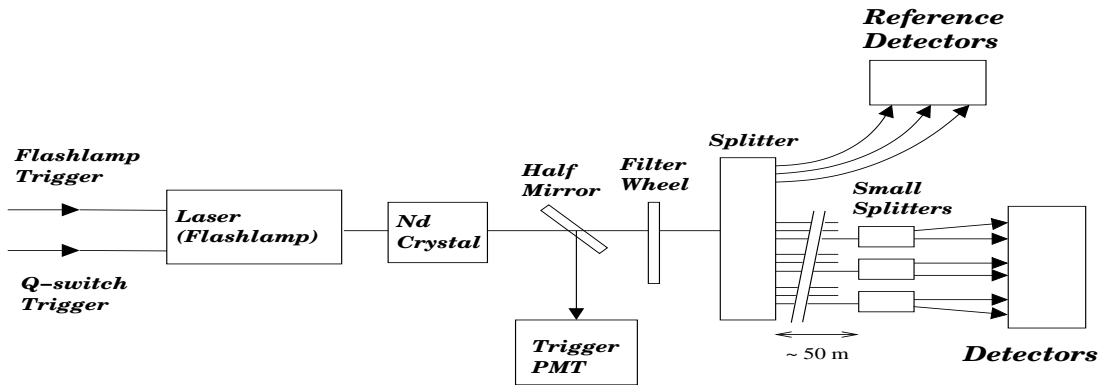 Reference
Detectors
Splitter
Flashlamp
Trigger
Half
Mirror
Filter
Wheel
Small
Splitters
Laser
(Flashlamp)
Nd
Crystal
Q-switch
Trigger
Trigger
PMT
~ 50 m
Detectors